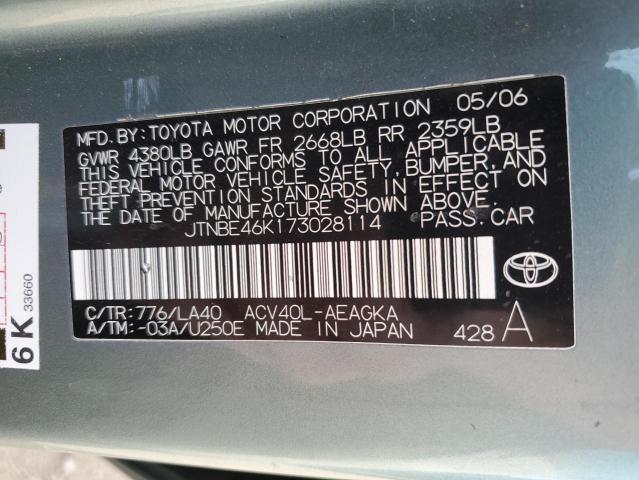 MFD. BY: TOYOTA MOTOR CORPORATION 05/06
GVWR 4380LB GAWR FR 2668LB RR 2359LB
THIS VEHICLE CONFORMS TO ALL APPLICABLE
FEDERAL MOTOR VEHICLE SAFETY, BUMPER, AND
THEFT PREVENTION STANDARDS IN EFFECT ON
THE DATE OF MANUFACTURE SHOWN ABOVE.
JTNBE46K173028114 PASS. CAR
C/TR: 776/LA40 ACV40L-AEAGKA
A/TM: -03A/U250E MADE IN JAPAN 428 A
6 K
33660